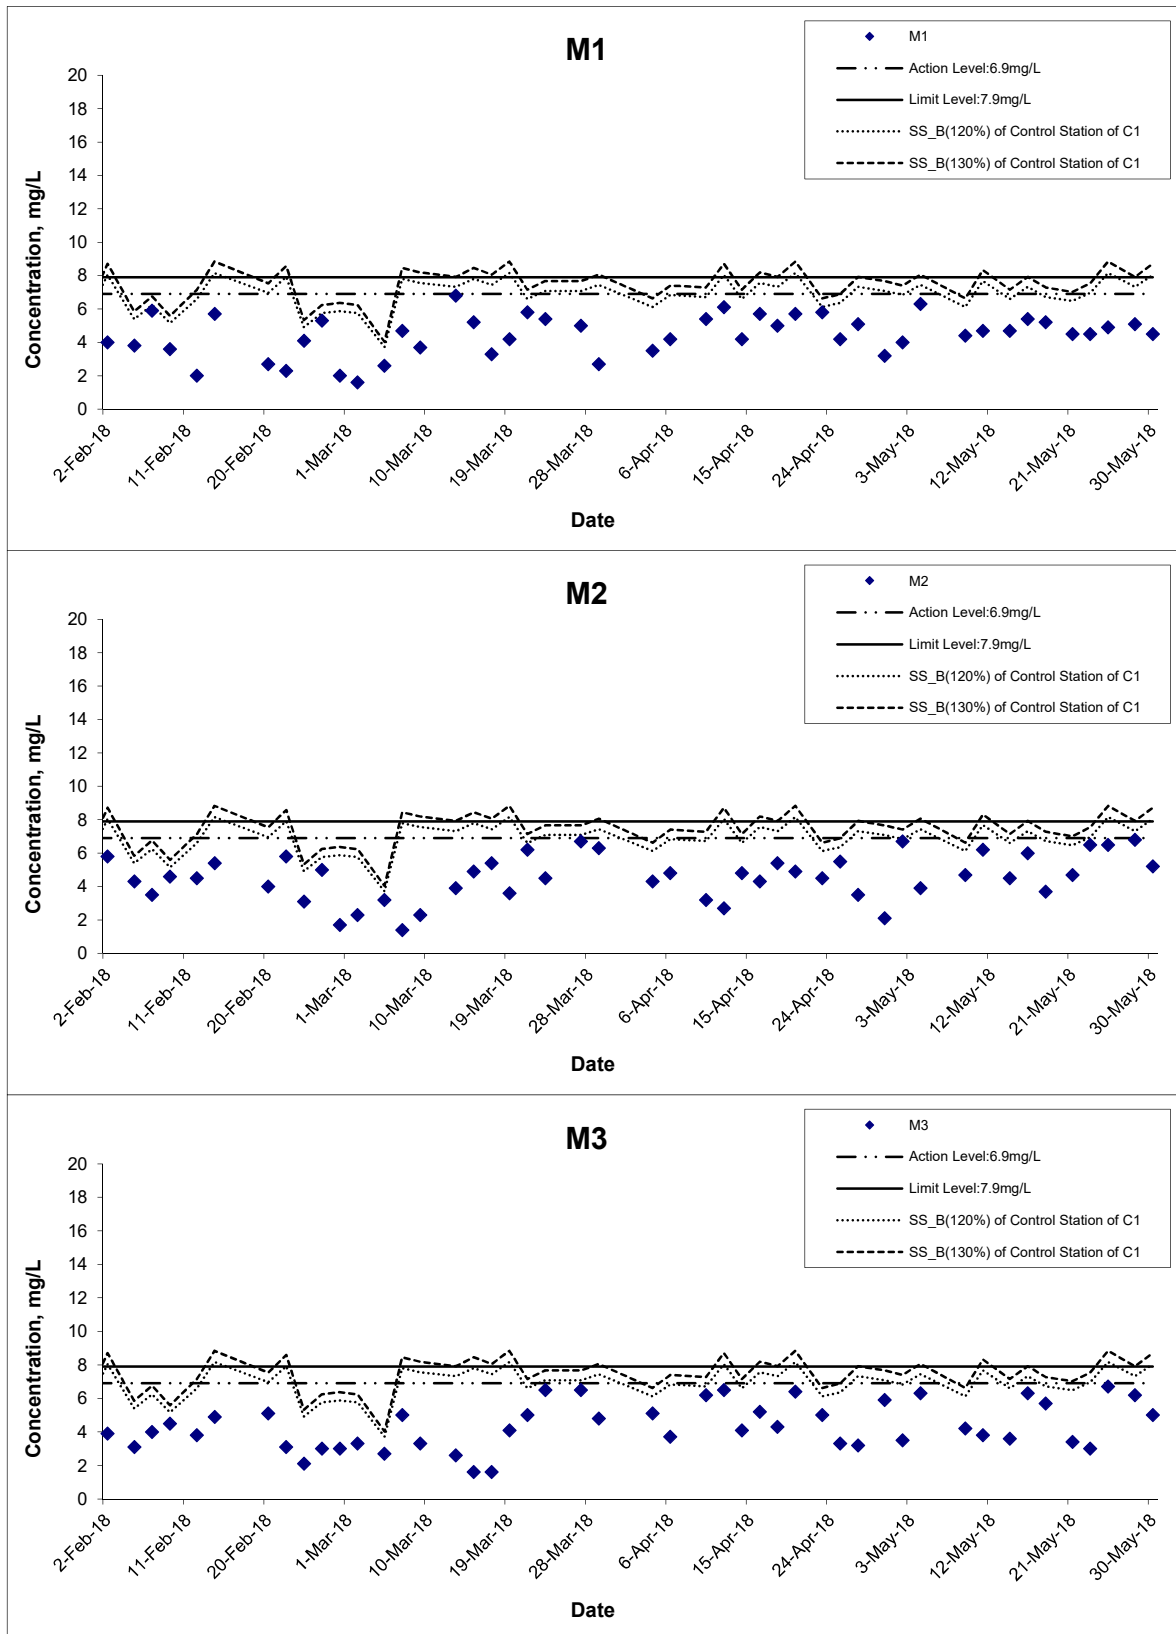 M1
M1
Action Level:6.9mg/L
Limit Level:7.9mg/L
SS_B(120%) of Control Station of C1
SS_B(130%) of Control Station of C1
Concentration, mg/L
20
18
16
14
12
10
8
6
4
2
0
2-Feb-18
11-Feb-18
20-Feb-18
1-Mar-18
10-Mar-18
19-Mar-18
28-Mar-18
6-Apr-18
15-Apr-18
24-Apr-18
3-May-18
12-May-18
21-May-18
30-May-18
Date
M2
M2
Action Level:6.9mg/L
Limit Level:7.9mg/L
SS_B(120%) of Control Station of C1
SS_B(130%) of Control Station of C1
Concentration, mg/L
20
18
16
14
12
10
8
6
4
2
0
2-Feb-18
11-Feb-18
20-Feb-18
1-Mar-18
10-Mar-18
19-Mar-18
28-Mar-18
6-Apr-18
15-Apr-18
24-Apr-18
3-May-18
12-May-18
21-May-18
30-May-18
Date
M3
M3
Action Level:6.9mg/L
Limit Level:7.9mg/L
SS_B(120%) of Control Station of C1
SS_B(130%) of Control Station of C1
Concentration, mg/L
20
18
16
14
12
10
8
6
4
2
0
2-Feb-18
11-Feb-18
20-Feb-18
1-Mar-18
10-Mar-18
19-Mar-18
28-Mar-18
6-Apr-18
15-Apr-18
24-Apr-18
3-May-18
12-May-18
21-May-18
30-May-18
Date